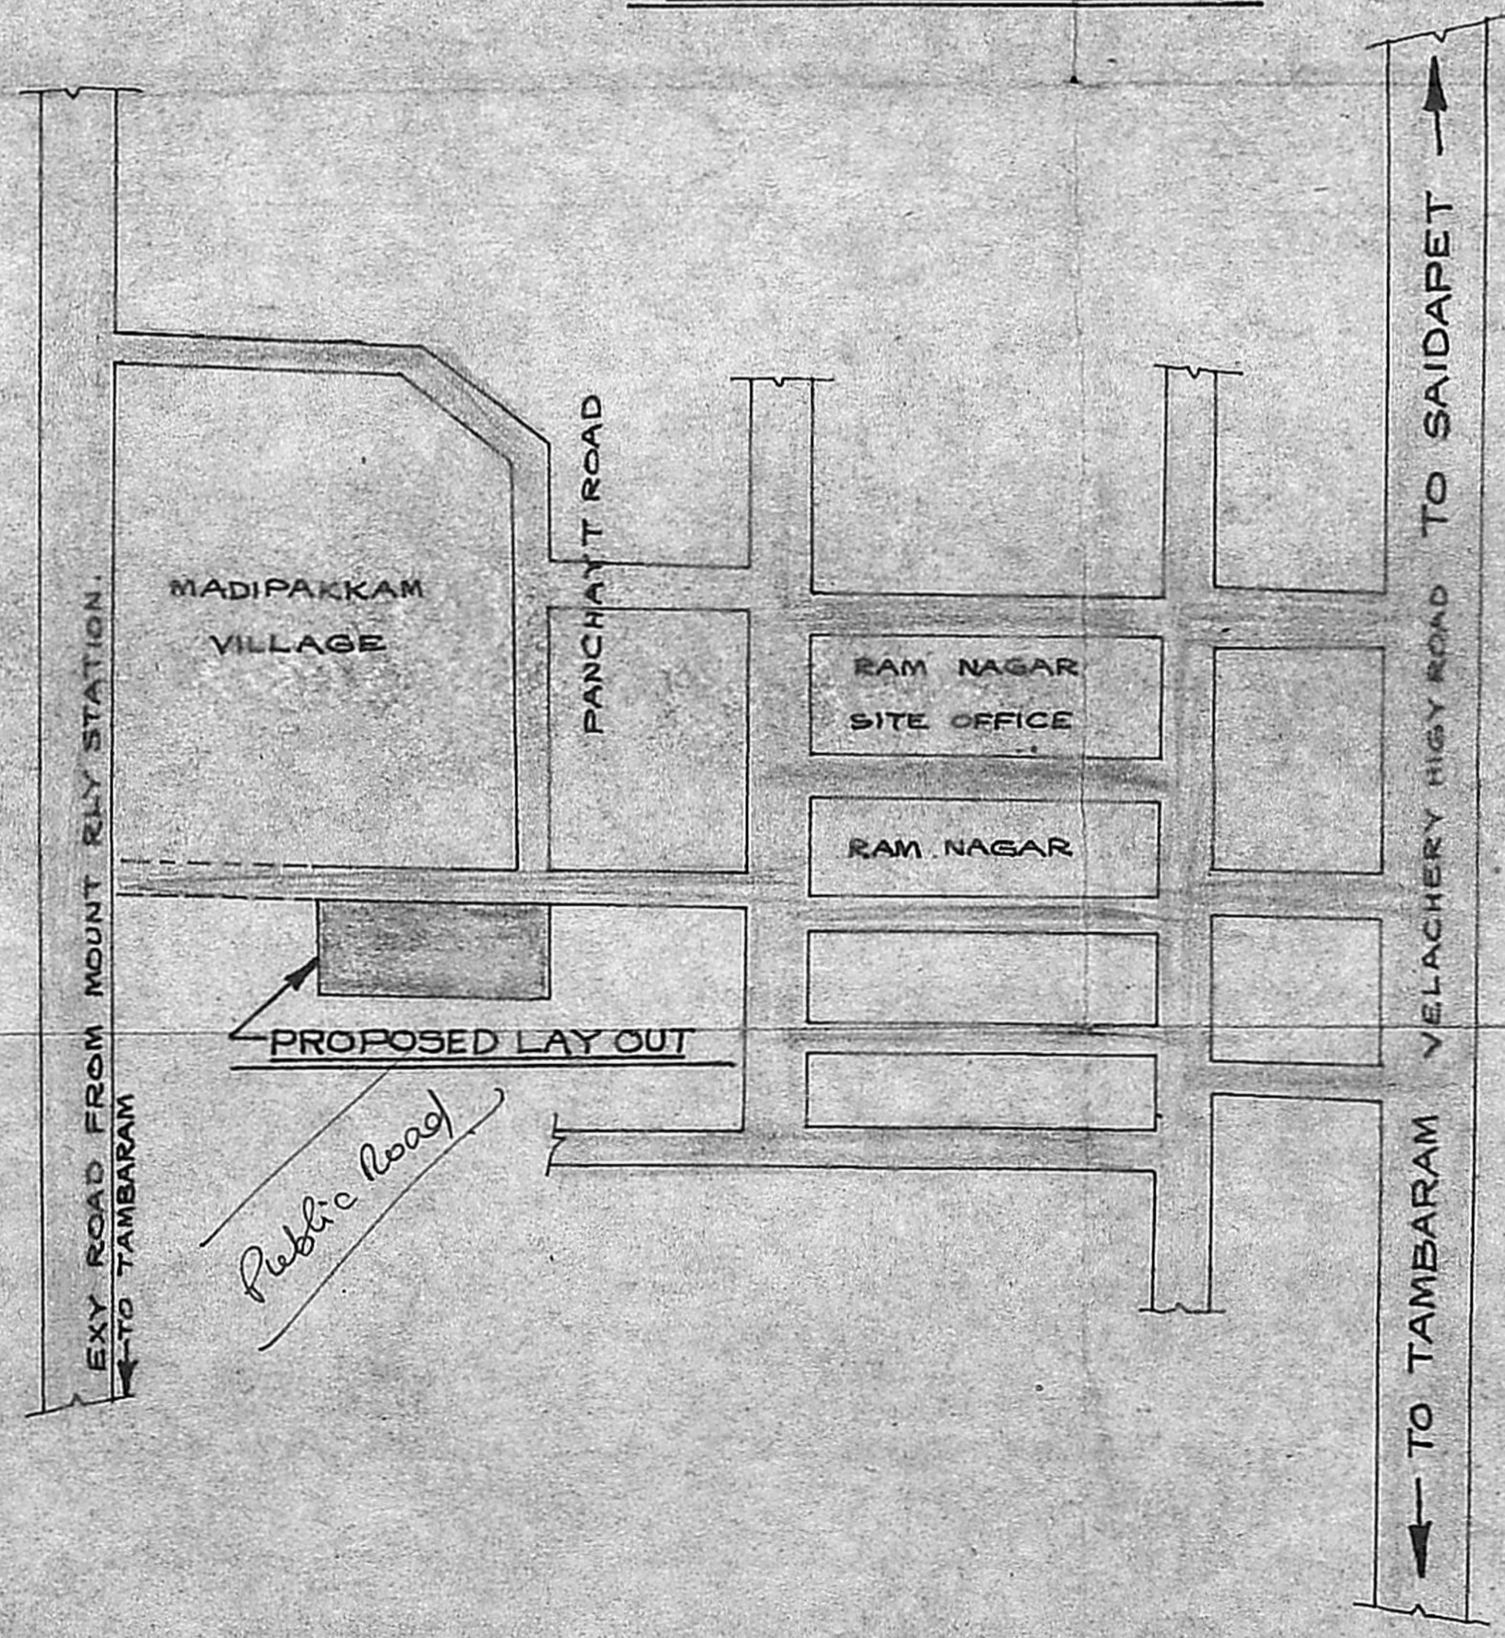 TO SAIDAPET
VELACHERY HIGY ROAD
TO TAMBARAM
PANCHAYT ROAD
MADIPAKKAM
VILLAGE
RAM NAGAR
SITE OFFICE
RAM. NAGAR
EXY ROAD FROM MOUNT RLY STATION.
TO TAMBARAM
PROPOSED LAY OUT
Public Road